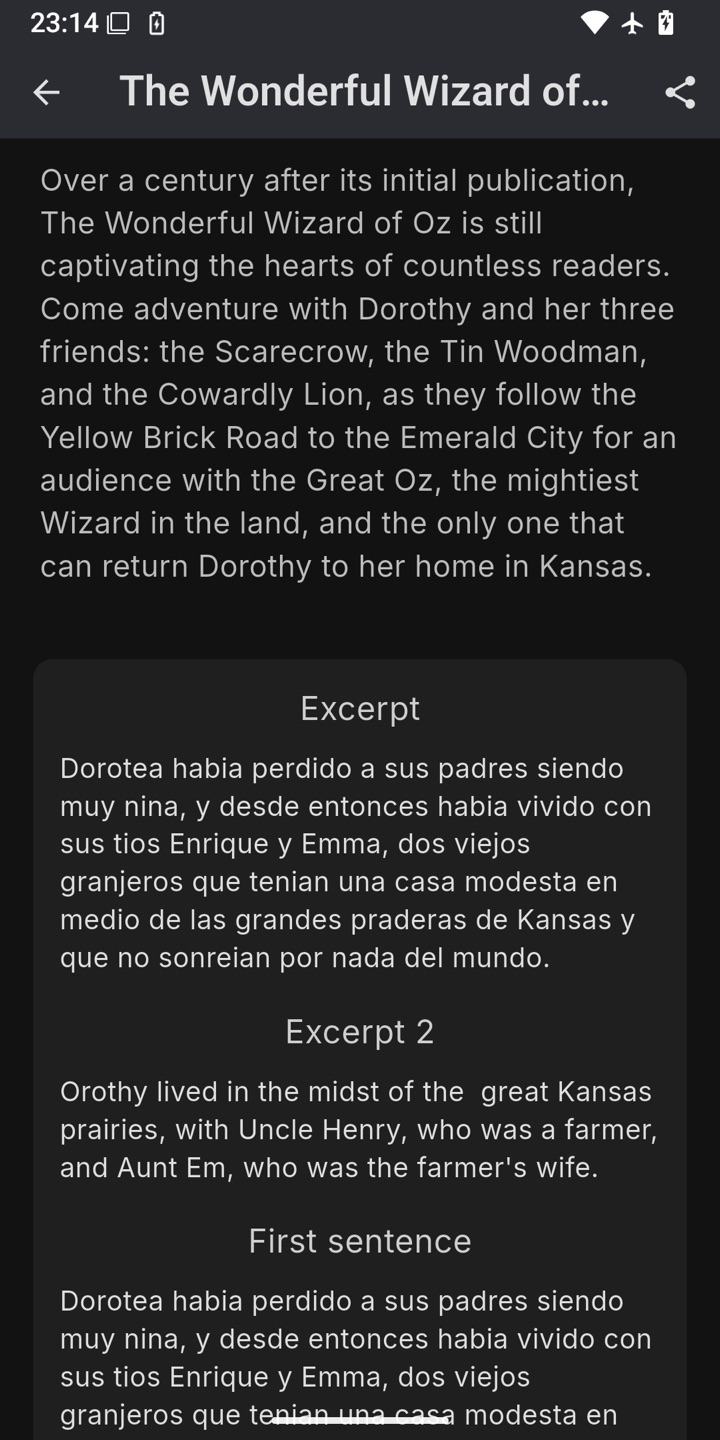 23:14
The Wonderful Wizard of...
Over a century after its initial publication,
The Wonderful Wizard of Oz is still
captivating the hearts of countless readers.
Come adventure with Dorothy and her three
friends: the Scarecrow, the Tin Woodman,
and the Cowardly Lion, as they follow the
Yellow Brick Road to the Emerald City for an
audience with the Great Oz, the mightiest
Wizard in the land, and the only one that
can return Dorothy to her home in Kansas.
Excerpt
Dorotea habia perdido a sus padres siendo
muy nina, y desde entonces habia vivido con
sus tios Enrique y Emma, dos viejos
granjeros que tenian una casa modesta en
medio de las grandes praderas de Kansas y
que no sonreian por nada del mundo.
Excerpt 2
Orothy lived in the midst of the  great Kansas
prairies, with Uncle Henry, who was a farmer,
and Aunt Em, who was the farmer's wife.
First sentence
Dorotea habia perdido a sus padres siendo
muy nina, y desde entonces habia vivido con
sus tios Enrique y Emma, dos viejos
granjeros que tenian una casa modesta en